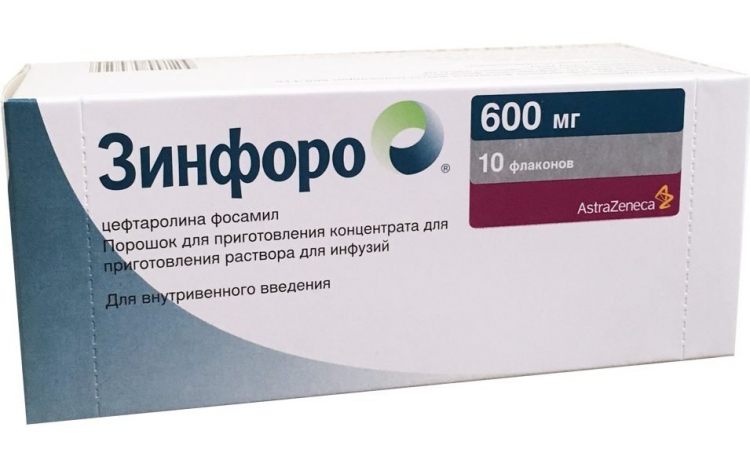 Зинфоро®
цефтаролина фосамил
Порошок для приготовления концентрата для
приготовления раствора для инфузий
Для внутривенного введения
600 мг
10 флаконов
AstraZeneca